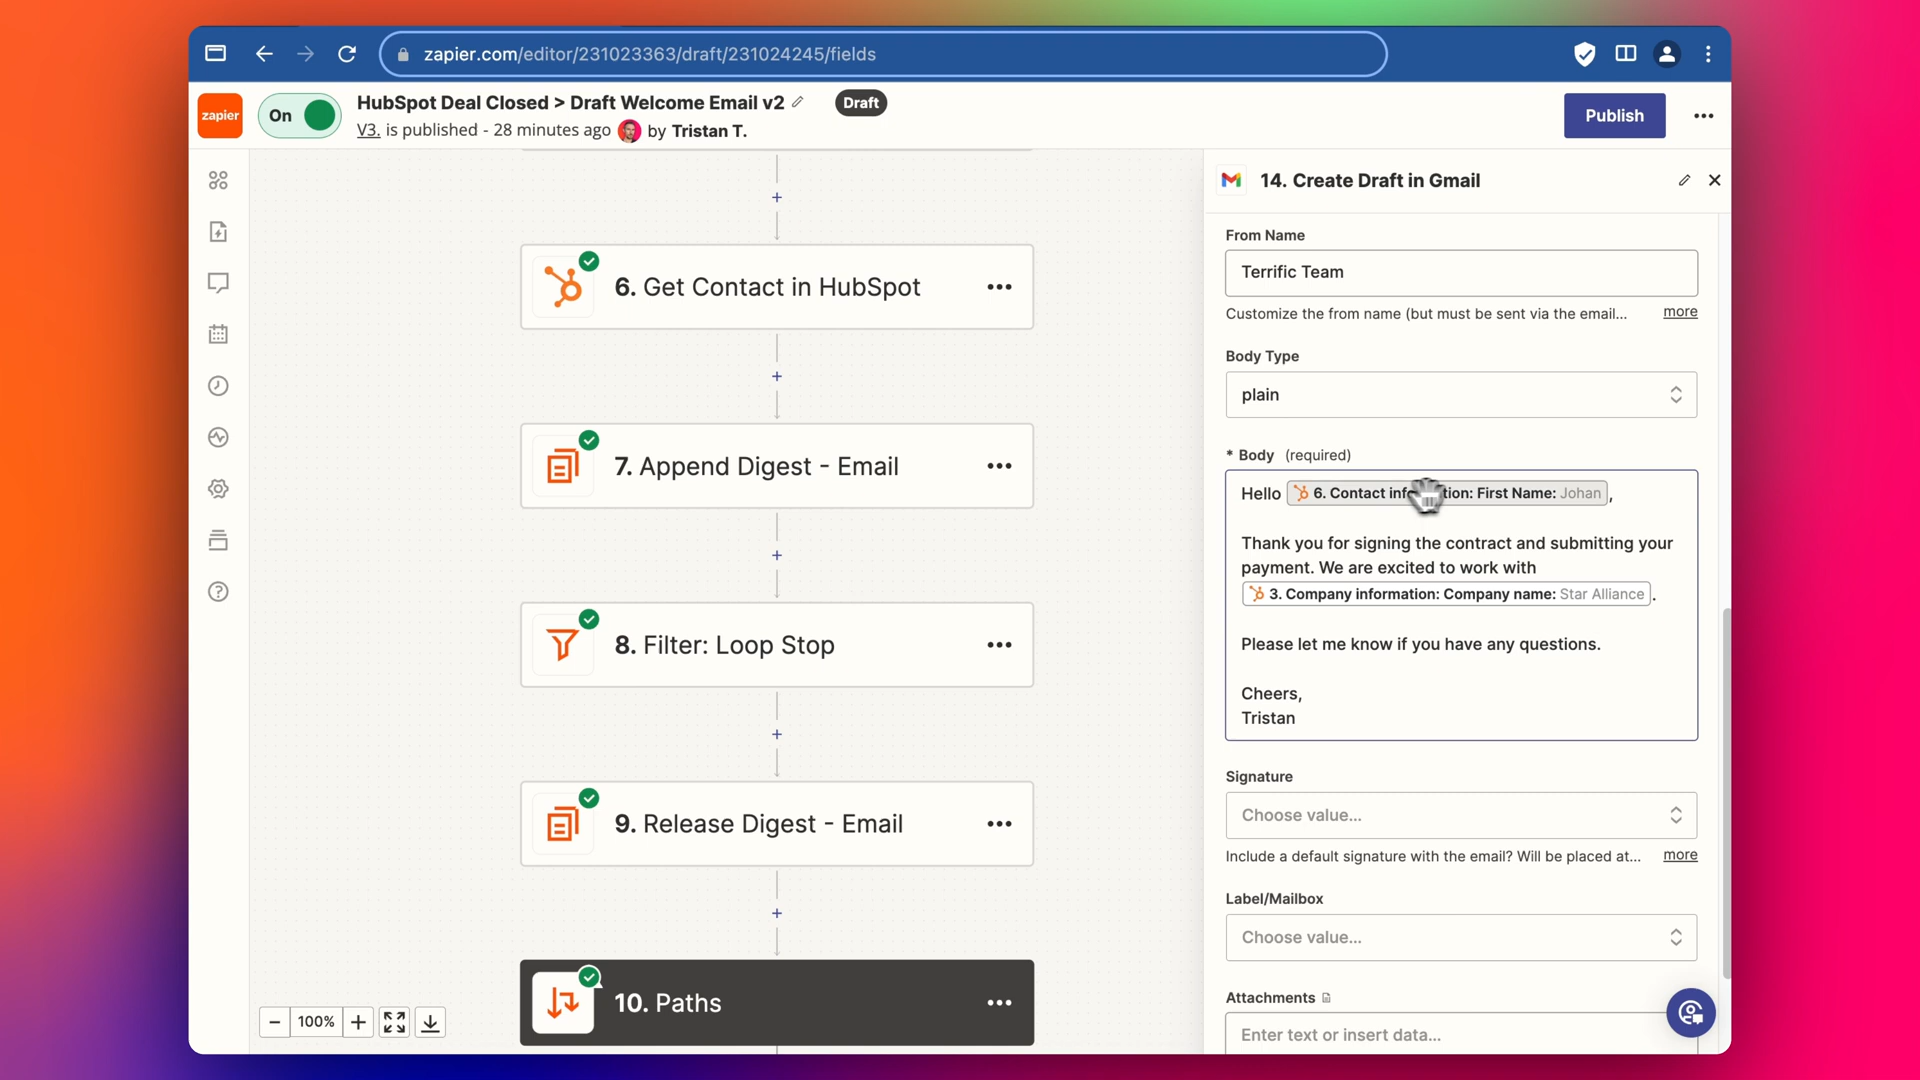 zapier.com/editor/231023363/draft/231024245/fields
zapier
On
HubSpot Deal Closed > Draft Welcome Email v2
Draft
V3. is published - 28 minutes ago by Tristan T.
Publish
6. Get Contact in HubSpot
7. Append Digest - Email
8. Filter: Loop Stop
9. Release Digest - Email
10. Paths
100%
14. Create Draft in Gmail
From Name
Terrific Team
Customize the from name (but must be sent via the email... more
Body Type
plain
* Body (required)
Hello 6. Contact information: First Name: Johan,
Thank you for signing the contract and submitting your
payment. We are excited to work with
3. Company information: Company name: Star Alliance.
Please let me know if you have any questions.
Cheers,
Tristan
Signature
Choose value...
Include a default signature with the email? Will be placed at... more
Label/Mailbox
Choose value...
Attachments
Enter text or insert data...